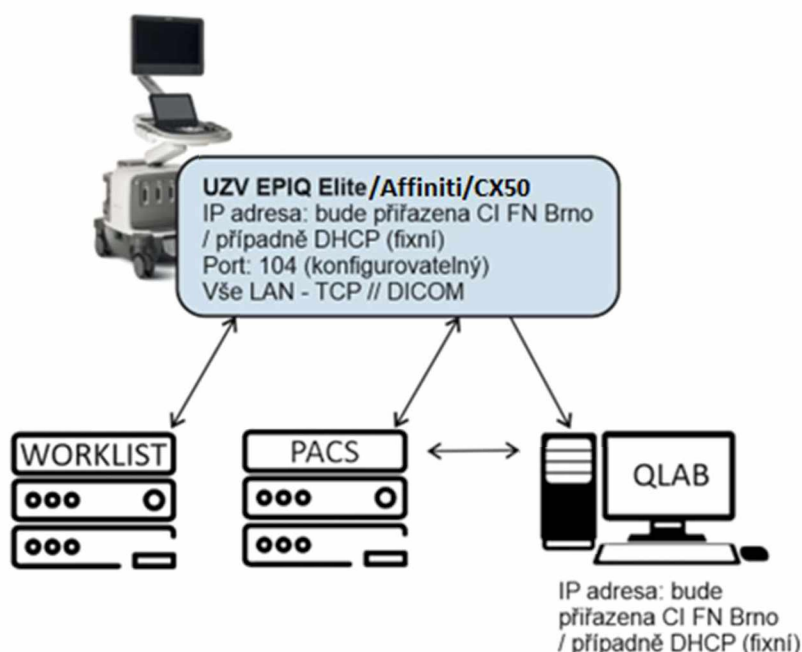 UZV EPIQ Elite/Affiniti/CX50
IP adresa: bude přiřazena CI FN Brno
/ případně DHCP (fixní)
Port: 104 (konfigurovatelný)
Vše LAN - TCP // DICOM
WORKLIST
PACS
QLAB
IP adresa: bude
přiřazena CI FN Brno
/ případně DHCP (fixní)